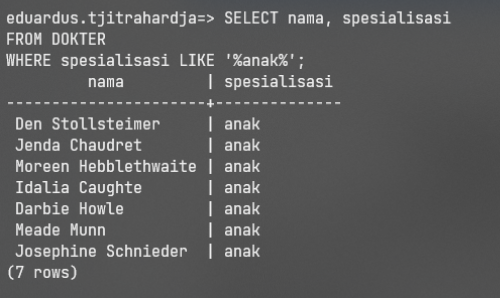 eduardus.tjitrahardja=> SELECT nama, spesialisasi
FROM DOKTER
WHERE spesialisasi LIKE '%anak%';
        nama         | spesialisasi
---------------------+--------------
 Den Stollsteimer    | anak
 Jenda Chaudret      | anak
 Moreen Hebblethwaite | anak
 Idalia Caughte      | anak
 Darbie Howle        | anak
 Meade Munn          | anak
 Josephine Schnieder | anak
(7 rows)